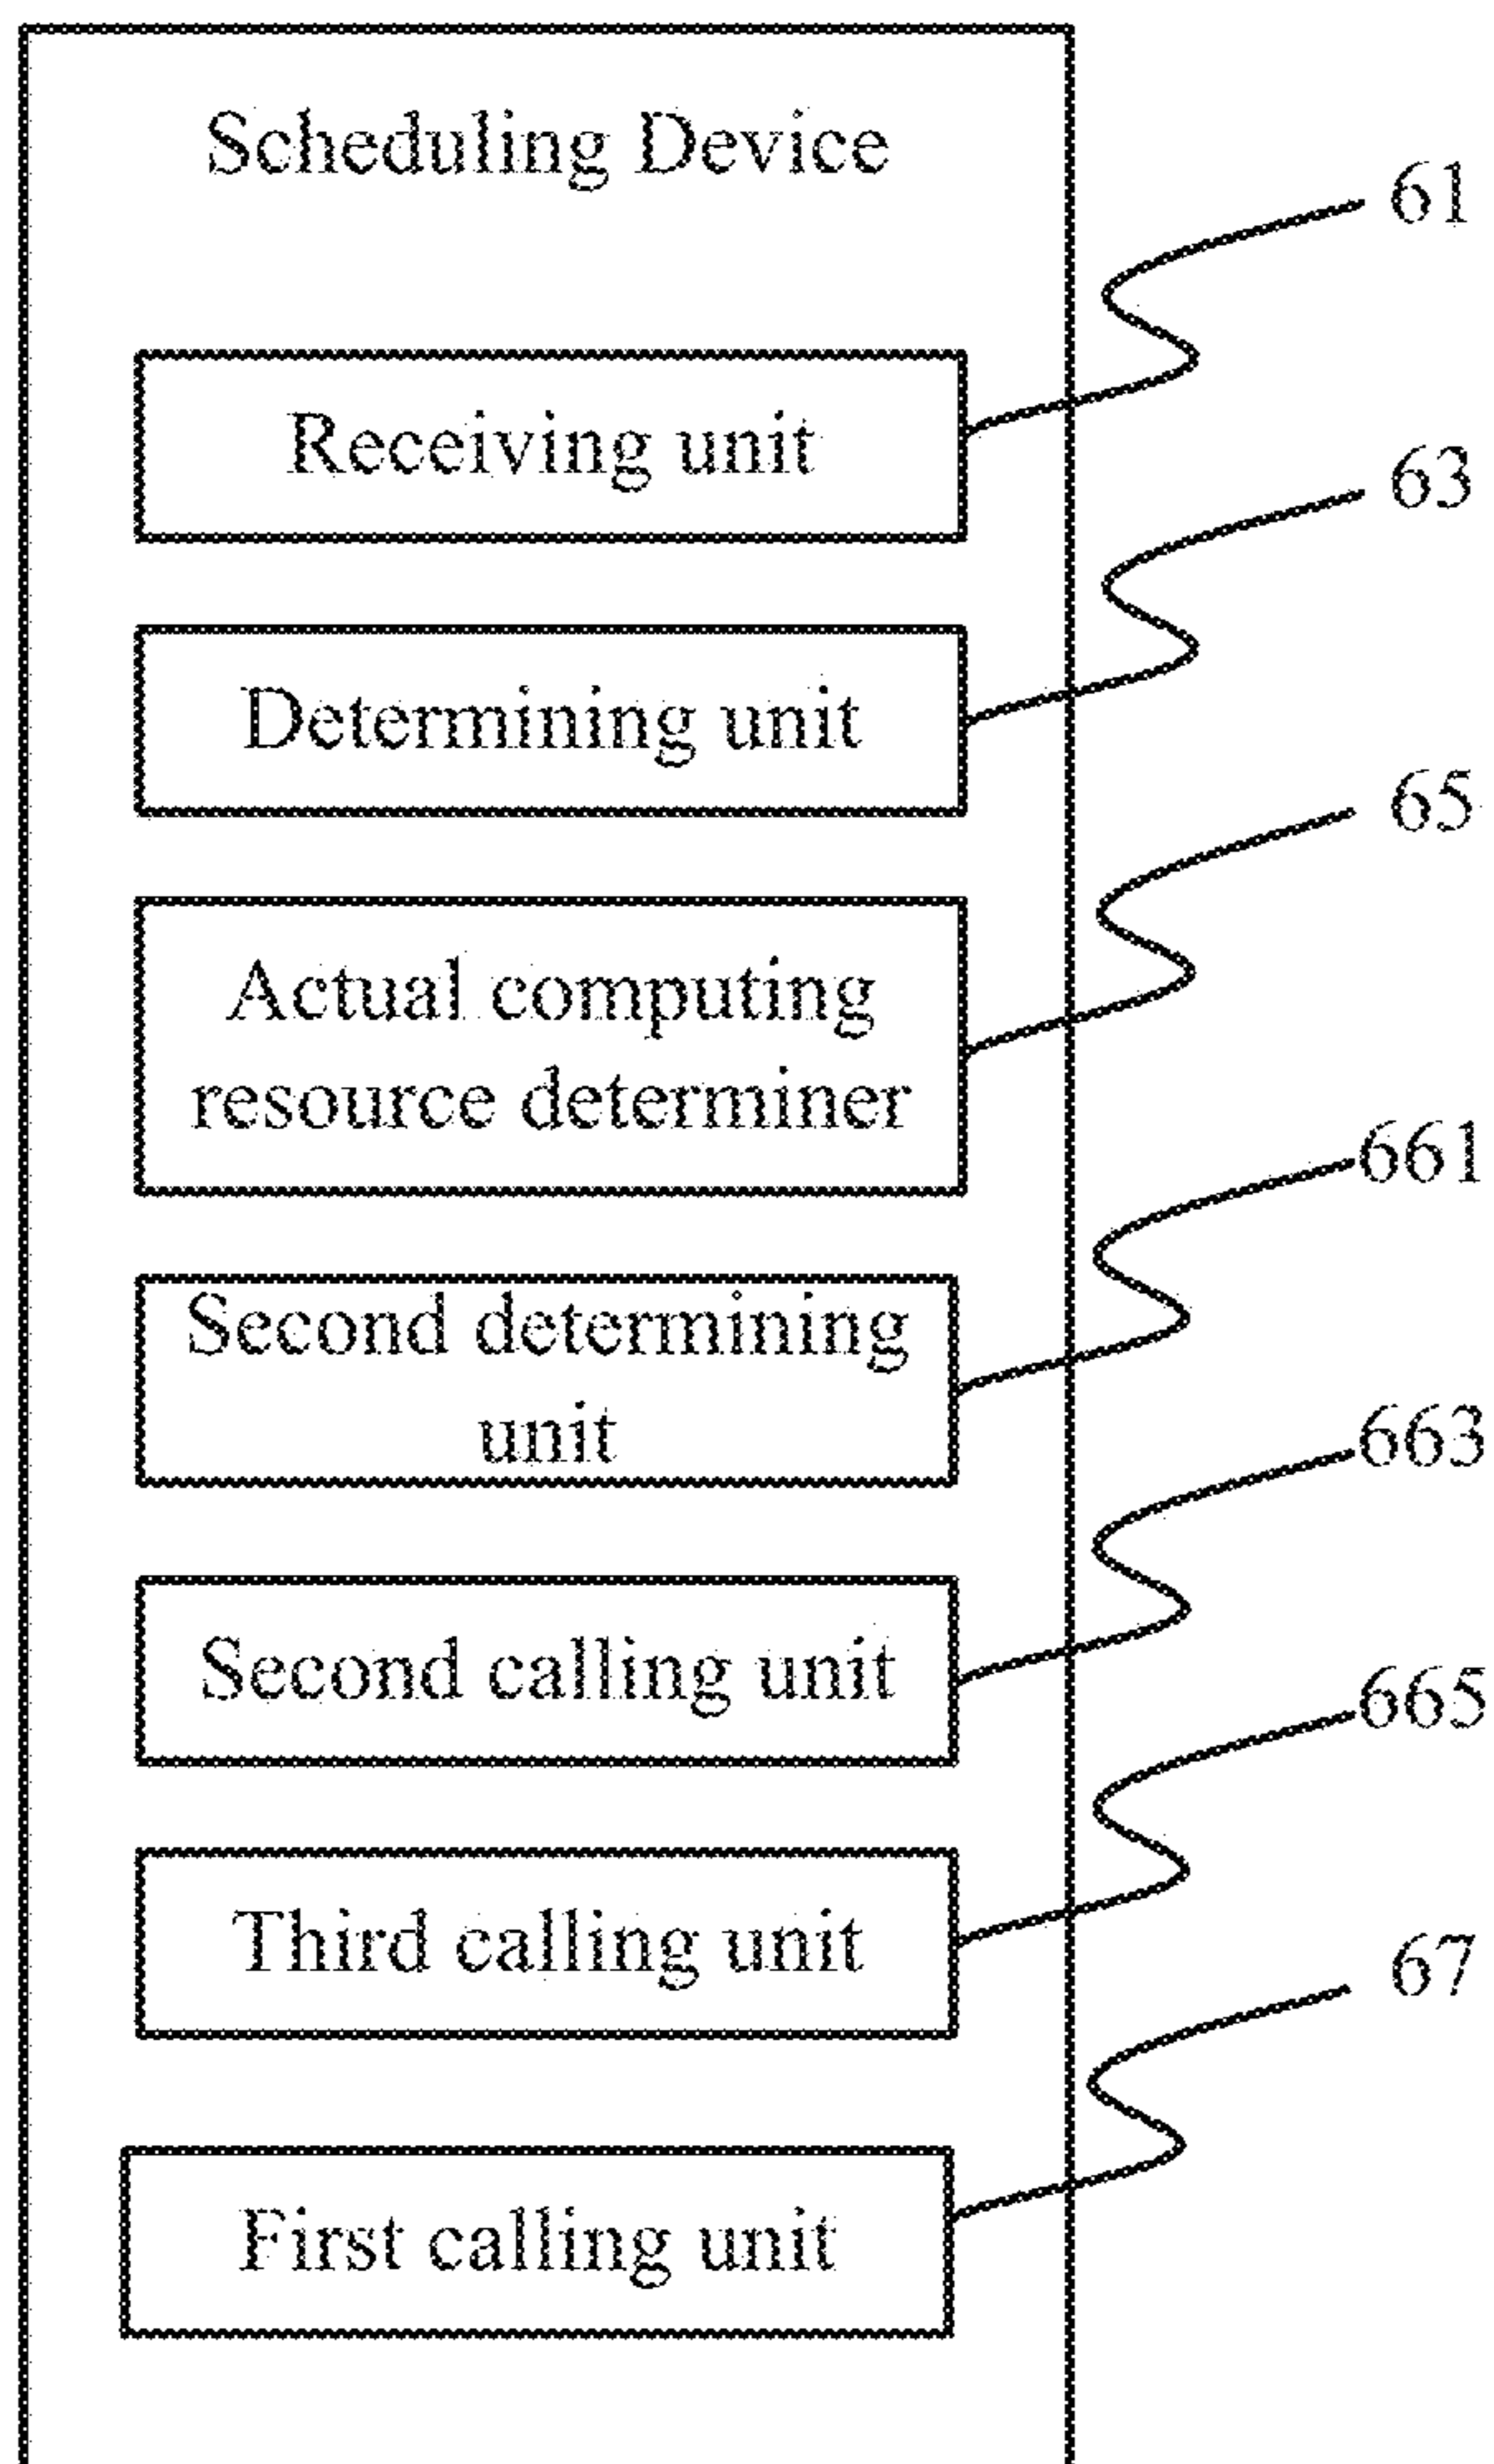 Scheduling Device
61
Receiving unit
63
Determining unit
65
Actual computing
resource determiner
661
Second determining
unit
663
Second calling unit
665
Third calling unit
67
First calling unit